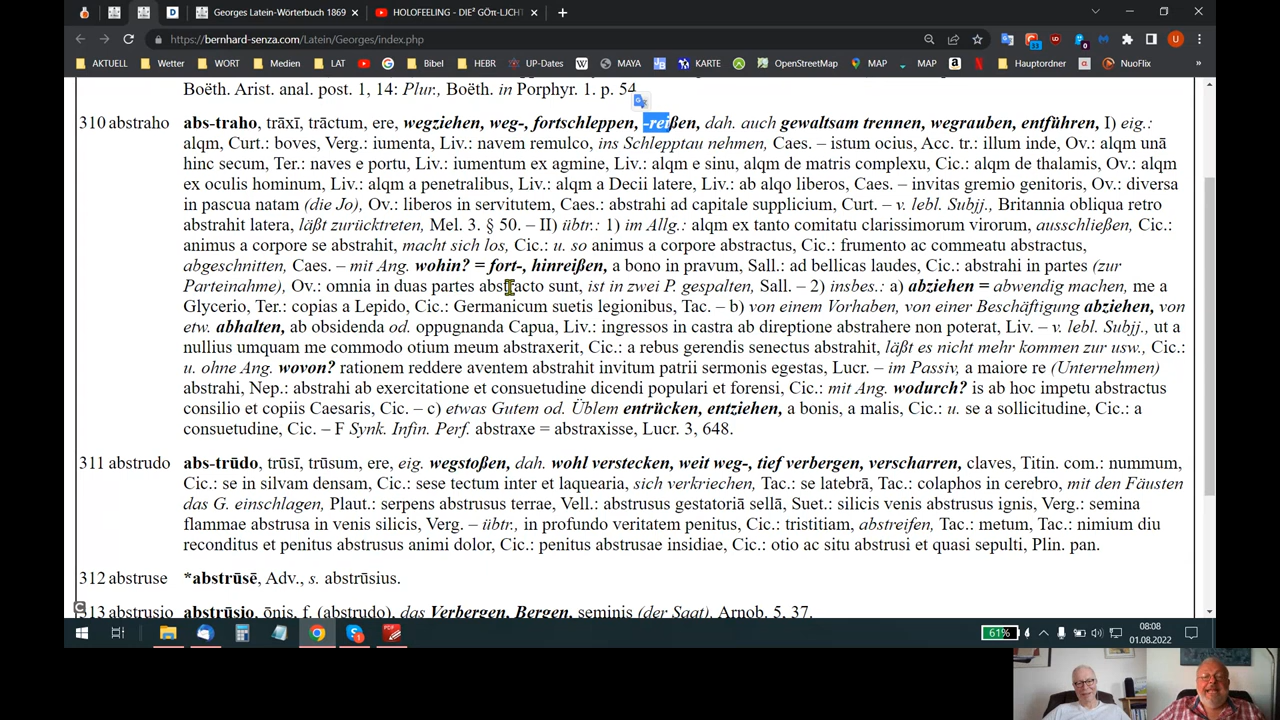 Georges Latein-Wörterbuch 1869
HOLOFEELING - DIE² GÖπ-LJCHT
https://bernhard-senza.com/Latein/Georges/index.php
AKTUELL Wetter WORT Medien LAT Bibel HEBR UP-Dates MAYA KARTE OpenStreetMap MAP MAP Hauptordner NuoFlix
Boëth. Arist. anal. post. 1, 14: Plur., Boëth. in Porphyr. 1. p. 54
310 abstraho abs-traho, trāxī, trāctum, ere, wegziehen, weg-, fortschleppen, -reißen, dah. auch gewaltsam trennen, wegrauben, entführen, I) eig.:
alqm, Curt.: boves, Verg.: iumenta, Liv.: navem remulco, ins Schlepptau nehmen, Caes. – istum ocius, Acc. tr.: illum inde, Ov.: alqm unā
hinc secum, Ter.: naves e portu, Liv.: iumentum ex agmine, Liv.: alqm e sinu, alqm de matris complexu, Cic.: alqm de thalamis, Ov.: alqm
ex oculis hominum, Liv.: alqm a penetralibus, Liv.: alqm a Decii latere, Liv.: ab alqo liberos, Caes. – invitas gremio genitoris, Ov.: diversa
in pascua natam (die Jo), Ov.: liberos in servitutem, Caes.: abstrahi ad capitale supplicium, Curt. – v. lebl. Subjj., Britannia obliqua retro
abstrahit latera, läßt zurücktreten, Mel. 3. § 50. – II) übtr.: 1) im Allg.: alqm ex tanto comitatu clarissimorum virorum, ausschließen, Cic.:
animus a corpore se abstrahit, macht sich los, Cic.: u. so animus a corpore abstractus, Cic.: frumento ac commeatu abstractus,
abgeschnitten, Caes. – mit Ang. wohin? = fort-, hinreißen, a bono in pravum, Sall.: ad bellicas laudes, Cic.: abstrahi in partes (zur
Parteinahme), Ov.: omnia in duas partes abstracto sunt, ist in zwei P. gespalten, Sall. – 2) insbes.: a) abziehen = abwendig machen, me a
Glycerio, Ter.: copias a Lepido, Cic.: Germanicum suetis legionibus, Tac. – b) von einem Vorhaben, von einer Beschäftigung abziehen, von
etw. abhalten, ab obsidenda od. oppugnanda Capua, Liv.: ingressos in castra ab direptione abstrahere non poterat, Liv. – v. lebl. Subjj., ut a
nullius umquam me commodo otium meum abstraxerit, Cic.: a rebus gerendis senectus abstrahit, läßt es nicht mehr kommen zur usw., Cic.:
u. ohne Ang. wovon? rationem reddere aventem abstrahit invitum patrii sermonis egestas, Lucr. – im Passiv, a maiore re (Unternehmen)
abstrahi, Nep.: abstrahi ab exercitatione et consuetudine dicendi populari et forensi, Cic.: mit Ang. wodurch? is ab hoc impetu abstractus
consilio et copiis Caesaris, Cic. – c) etwas Gutem od. Üblem entrücken, entziehen, a bonis, a malis, Cic.: u. se a sollicitudine, Cic.: a
consuetudine, Cic. – F Synk. Infin. Perf. abstraxe = abstraxisse, Lucr. 3, 648.
311 abstrudo abs-trūdo, trūsī, trūsum, ere, eig. wegstoßen, dah. wohl verstecken, weit weg-, tief verbergen, verscharren, claves, Titin. com.: nummum,
Cic.: se in silvam densam, Cic.: sese tectum inter et laquearia, sich verkriechen, Tac.: se latebrā, Tac.: colaphos in cerebro, mit den Fäusten
das G. einschlagen, Plaut.: serpens abstrusus terrae, Vell.: abstrusus gestatoriā sellā, Suet.: silicis venis abstrusus ignis, Verg.: semina
flammae abstrusa in venis silicis, Verg. – übtr., in profundo veritatem penitus, Cic.: tristitiam, abstreifen, Tac.: metum, Tac.: nimium diu
reconditus et penitus abstrusus animi dolor, Cic.: penitus abstrusae insidiae, Cic.: otio ac situ abstrusi et quasi sepulti, Plin. pan.
312 abstruse *abstrūsē, Adv., s. abstrūsius.
313 abstrusio abstrūsio, ōnis, f. (abstrudo), das Verbergen, Bergen, seminis (der Saat), Arnob. 5, 37.
61% 08:08
01.08.2022